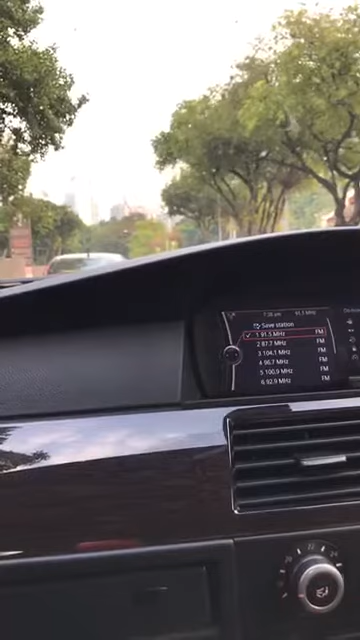 Save station
1 91.5 MHz FM
2 87.7 MHz FM
3 104.1 MHz FM
4 96.7 MHz FM
5 100.9 MHz FM
6 92.9 MHz FM